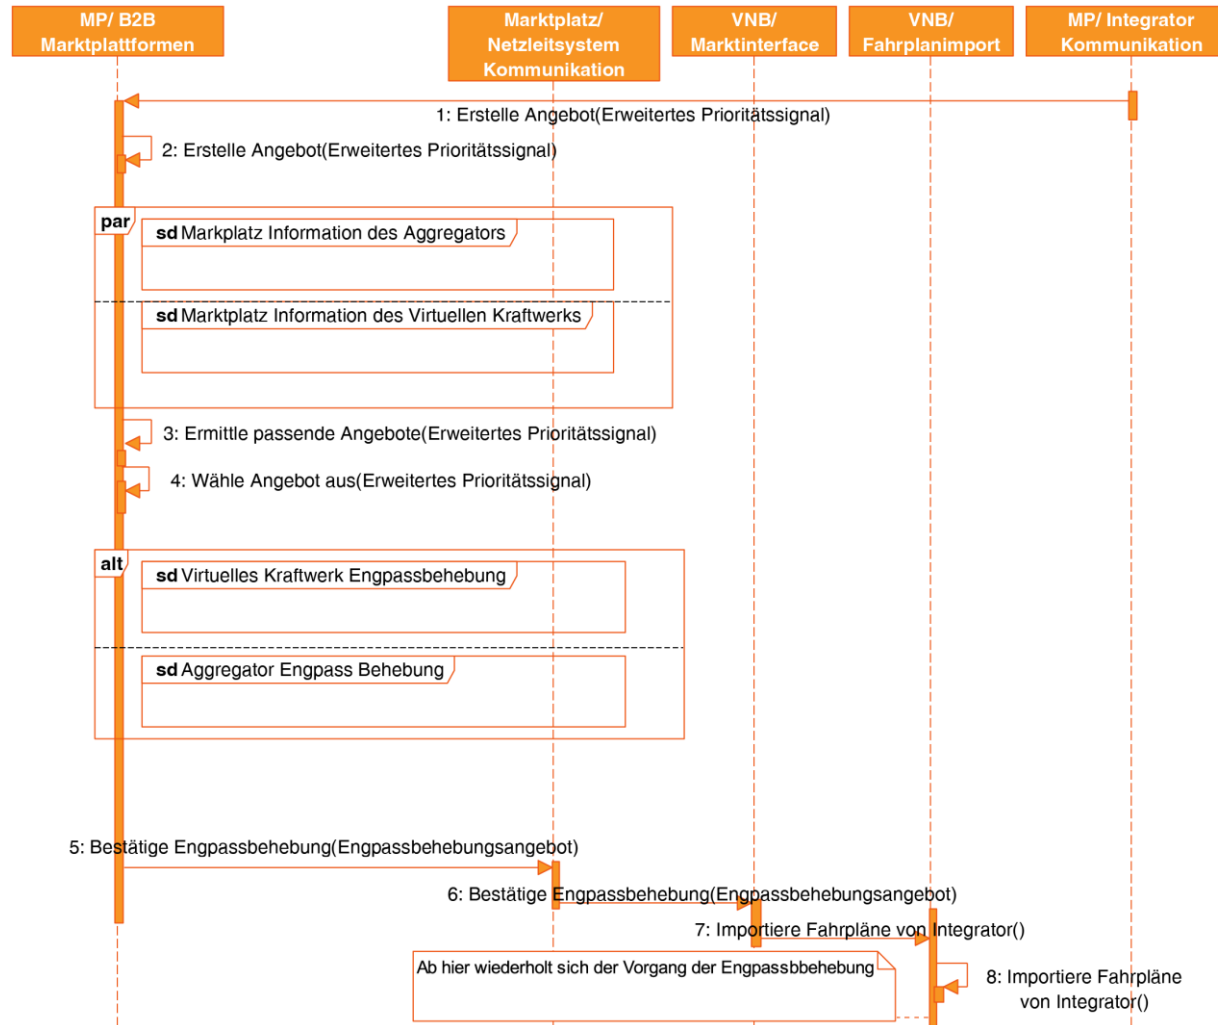 MP/ B2B
Marktplattformen
Marktplatz/
Netzleitsystem
Kommunikation
VNB/
Marktinterface
VNB/
Fahrplanimport
MP/ Integrator
Kommunikation
1: Erstelle Angebot(Erweitertes Prioritätssignal)
2: Erstelle Angebot(Erweitertes Prioritätssignal)
par
sd Markplatz Information des Aggregators
sd Marktplatz Information des Virtuellen Kraftwerks
3: Ermittle passende Angebote(Erweitertes Prioritätssignal)
4: Wähle Angebot aus(Erweitertes Prioritätssignal)
alt
sd Virtuelles Kraftwerk Engpassbehebung
sd Aggregator Engpass Behebung
5: Bestätige Engpassbehebung(Engpassbehebungsangebot)
6: Bestätige Engpassbehebung(Engpassbehebungsangebot)
7: Importiere Fahrpläne von Integrator()
Ab hier wiederholt sich der Vorgang der Engpassbbehebung
8: Importiere Fahrpläne
von Integrator()